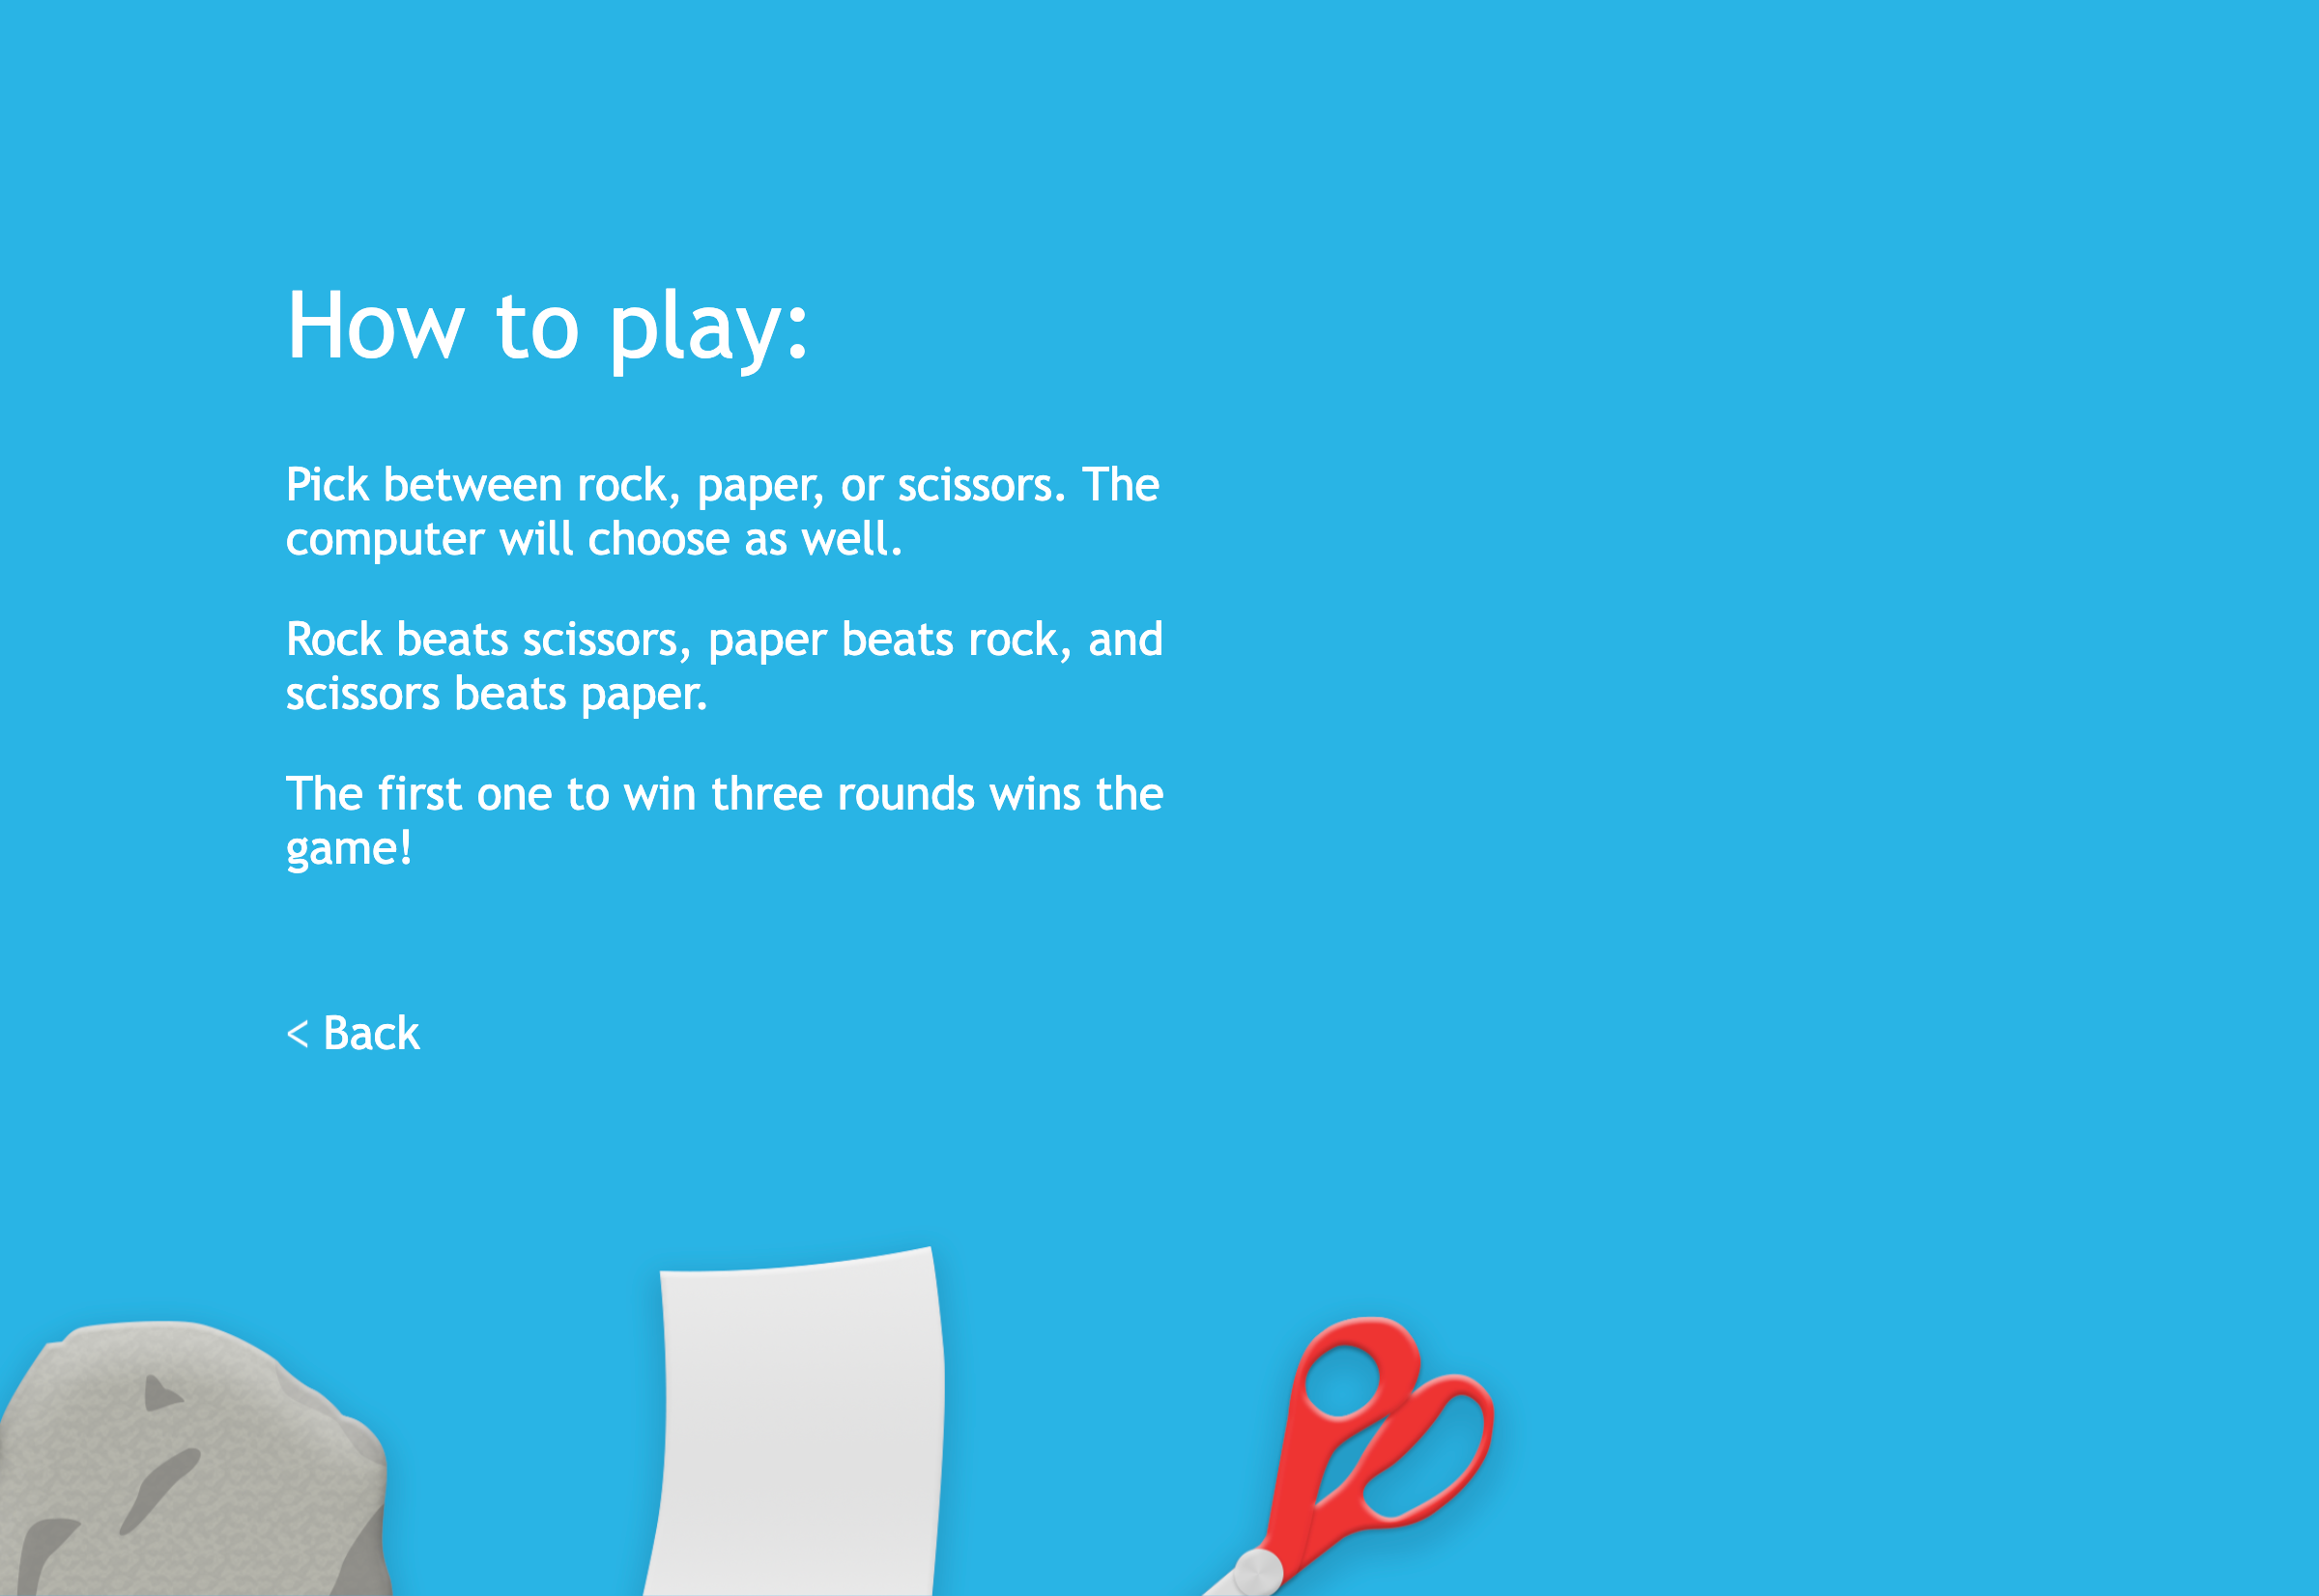 How to play:
Pick between rock, paper, or scissors. The
computer will choose as well.
Rock beats scissors, paper beats rock, and
scissors beats paper.
The first one to win three rounds wins the
game!
< Back